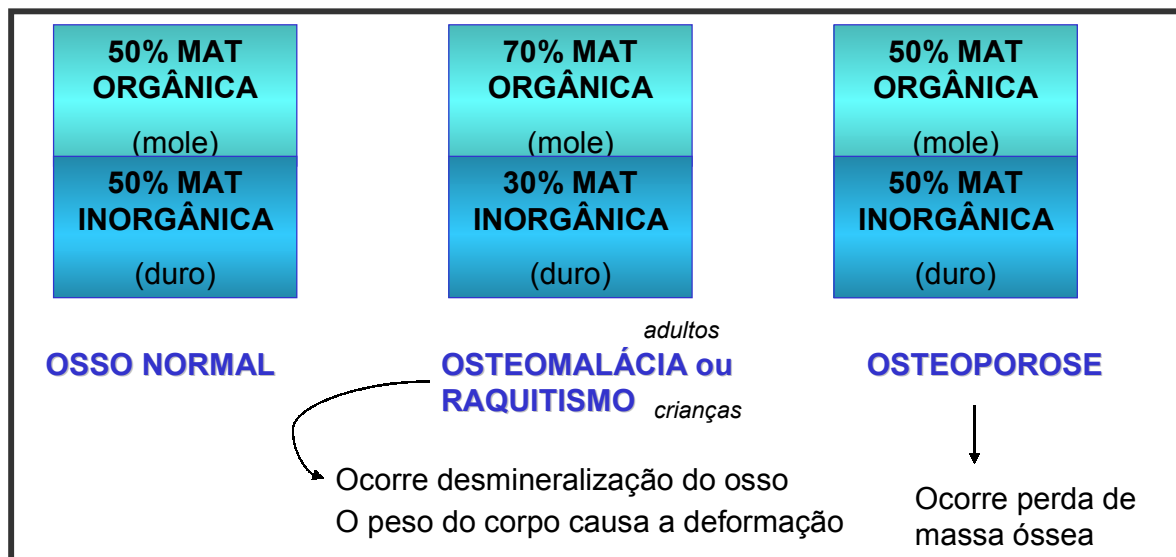 50% MAT
ORGÂNICA
(mole)
50% MAT
INORGÂNICA
(duro)
OSSO NORMAL
70% MAT
ORGÂNICA
(mole)
30% MAT
INORGÂNICA
(duro)
adultos
OSTEOMALÁCIA ou
RAQUITISMO crianças
Ocorre desmineralização do osso
O peso do corpo causa a deformação
50% MAT
ORGÂNICA
(mole)
50% MAT
INORGÂNICA
(duro)
OSTEOPOROSE
Ocorre perda de
massa óssea